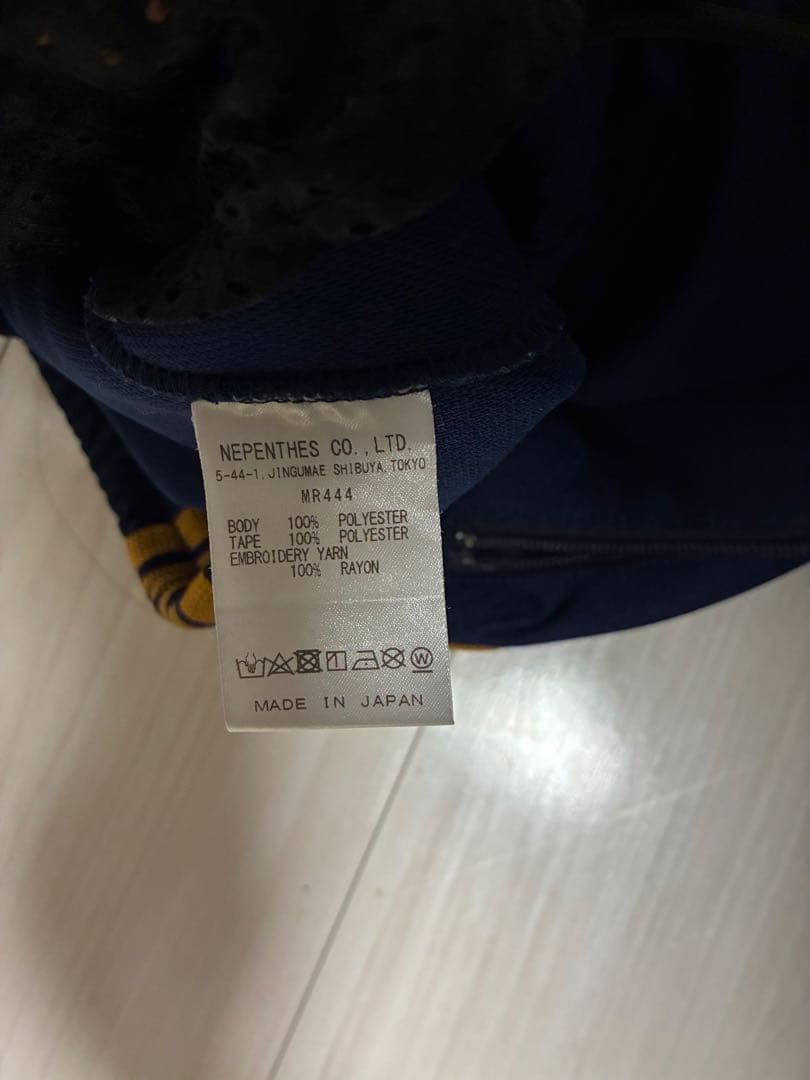 NEPENTHES CO.,LTD.
5-44-1, JINGUMAE SHIBUYA, TOKYO
MR444
BODY 100% POLYESTER
TAPE 100% POLYESTER
EMBROIDERY YARN
100% RAYON
W
MADE IN JAPAN